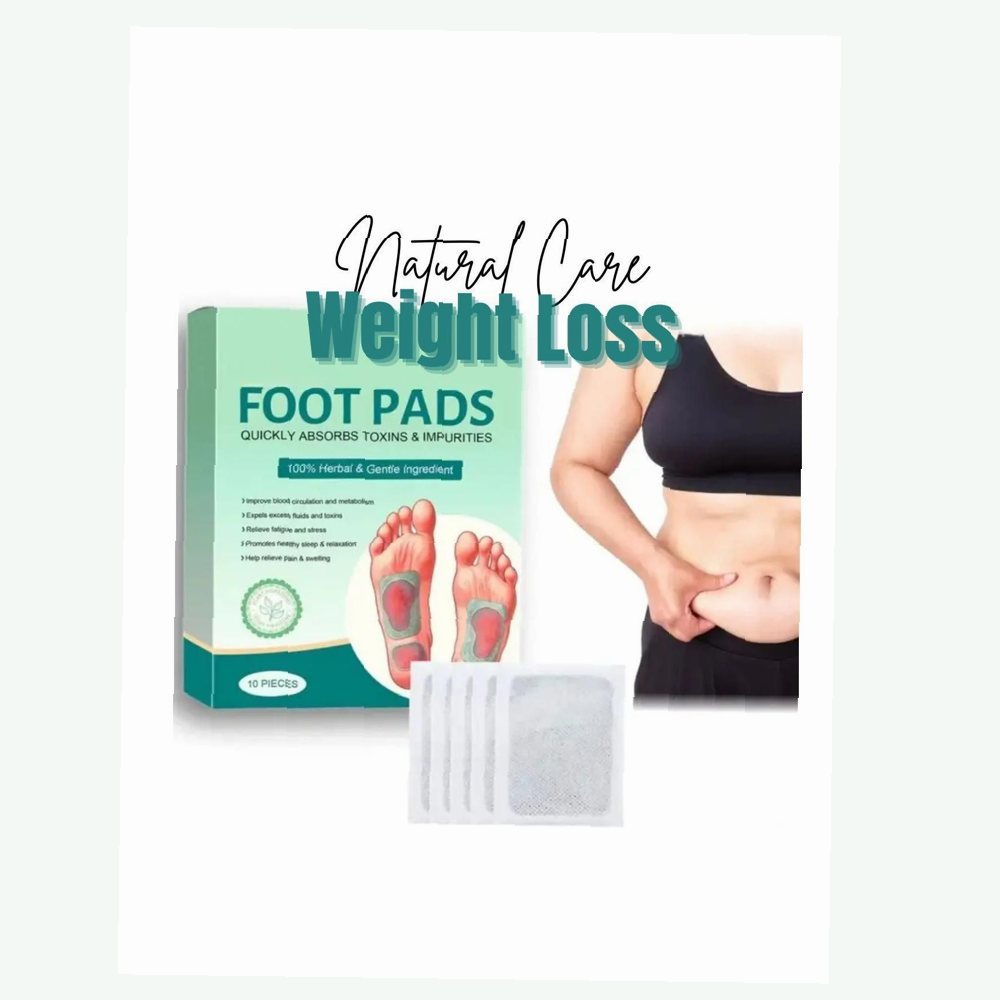 Natural Care
Weight Loss
FOOT PADS
QUICKLY ABSORBS TOXINS & IMPURITIES
100% Herbal & Gentle Ingredient
Improve blood circulation and metabolism
Expels excess fluids and toxins
Relieve fatigue and stress
Promotes healthy sleep & relaxation
Help relieve pain & swelling
10 PIECES